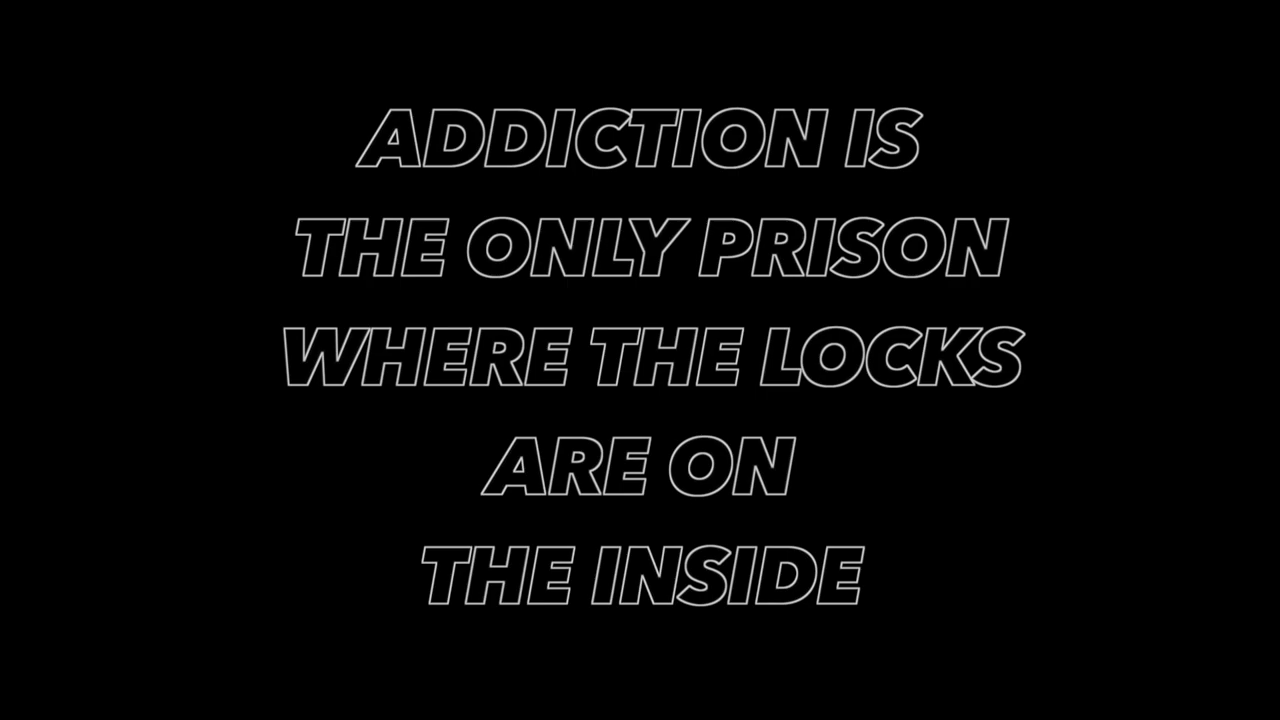 ADDICTION IS
THE ONLY PRISON
WHERE THE LOCKS
ARE ON
THE INSIDE